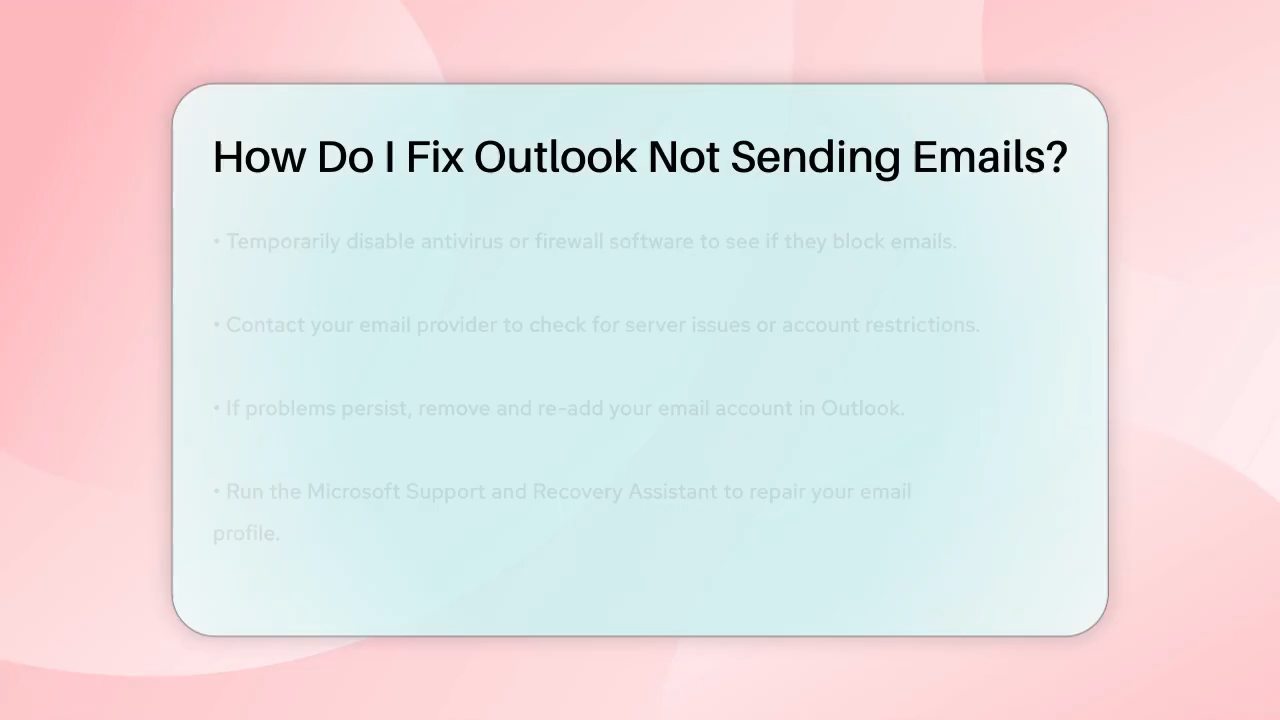 How Do I Fix Outlook Not Sending Emails?
• Temporarily disable antivirus or firewall software to see if they block emails.
• Contact your email provider to check for server issues or account restrictions.
• If problems persist, remove and re-add your email account in Outlook.
• Run the Microsoft Support and Recovery Assistant to repair your email
profile.